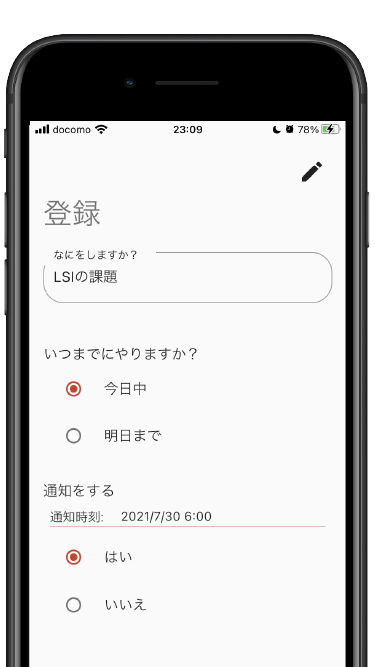 docomo 23:09 78%
登録
なにをしますか？
LSIの課題
いつまでにやりますか？
今日中
明日まで
通知をする
通知時刻: 2021/7/30 6:00
はい
いいえ